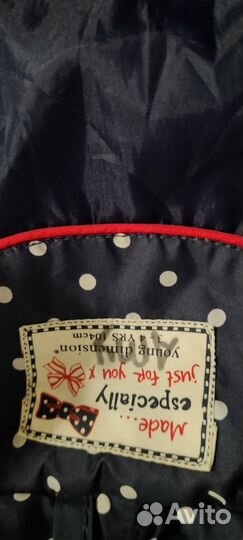 Made...
especially
just for you x
young dimension®
3 - 4 YRS 104cm
Avito